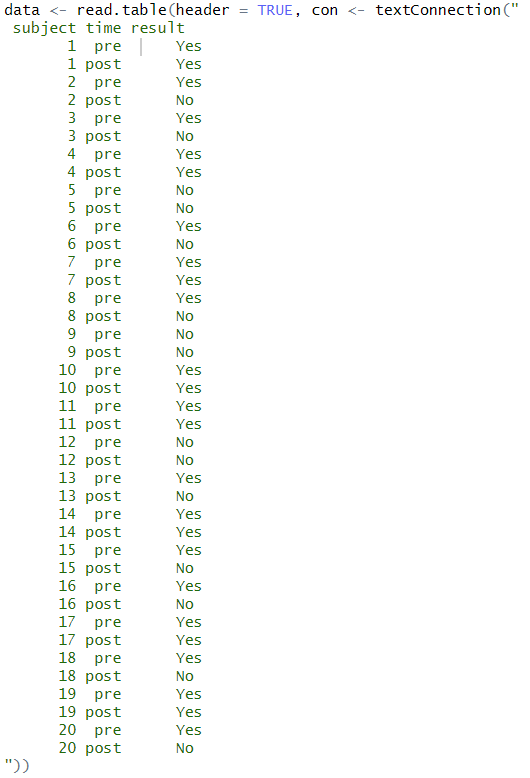 data <- read.table(header = TRUE, con <- textConnection("
subject time result
1 pre Yes
1 post Yes
2 pre Yes
2 post No
3 pre Yes
3 post No
4 pre Yes
4 post Yes
5 pre No
5 post No
6 pre Yes
6 post No
7 pre Yes
7 post Yes
8 pre Yes
8 post No
9 pre No
9 post No
10 pre Yes
10 post Yes
11 pre Yes
11 post Yes
12 pre No
12 post No
13 pre Yes
13 post No
14 pre Yes
14 post Yes
15 pre Yes
15 post No
16 pre Yes
16 post No
17 pre Yes
17 post Yes
18 pre Yes
18 post No
19 pre Yes
19 post Yes
20 pre Yes
20 post No
"))